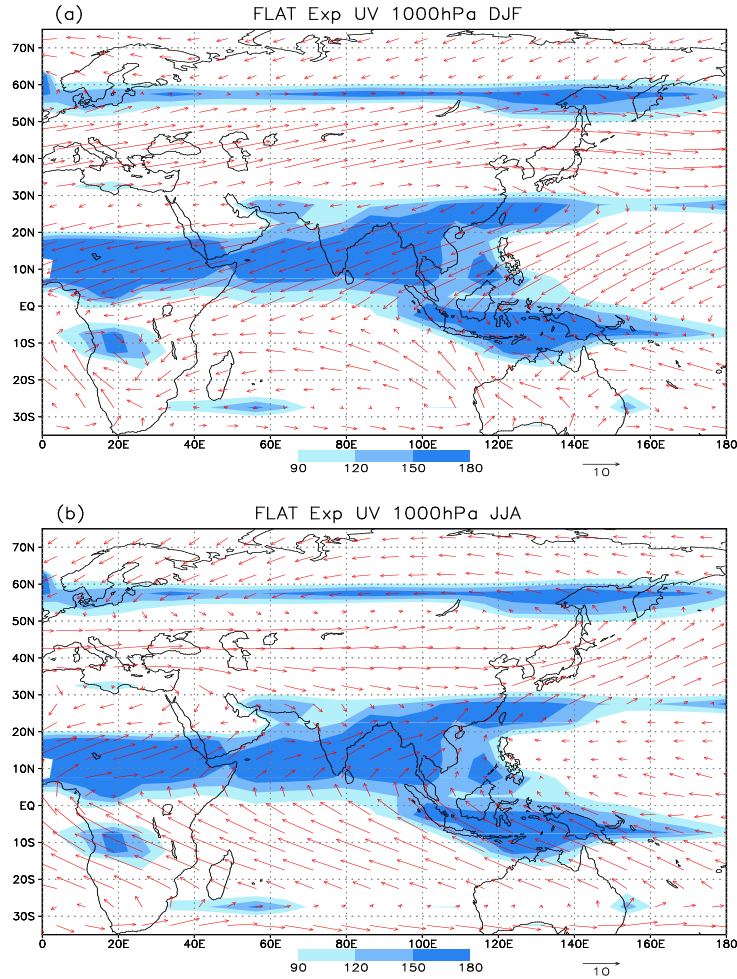 (a) FLAT Exp UV 1000hPa DJF
70N
60N
50N
40N
30N
20N
10N
EQ
10S
20S
30S
0 20E 40E 60E 80E 100E 120E 140E 160E 180
90 120 150 180
10
(b) FLAT Exp UV 1000hPa JJA
70N
60N
50N
40N
30N
20N
10N
EQ
10S
20S
30S
0 20E 40E 60E 80E 100E 120E 140E 160E 180
90 120 150 180
10